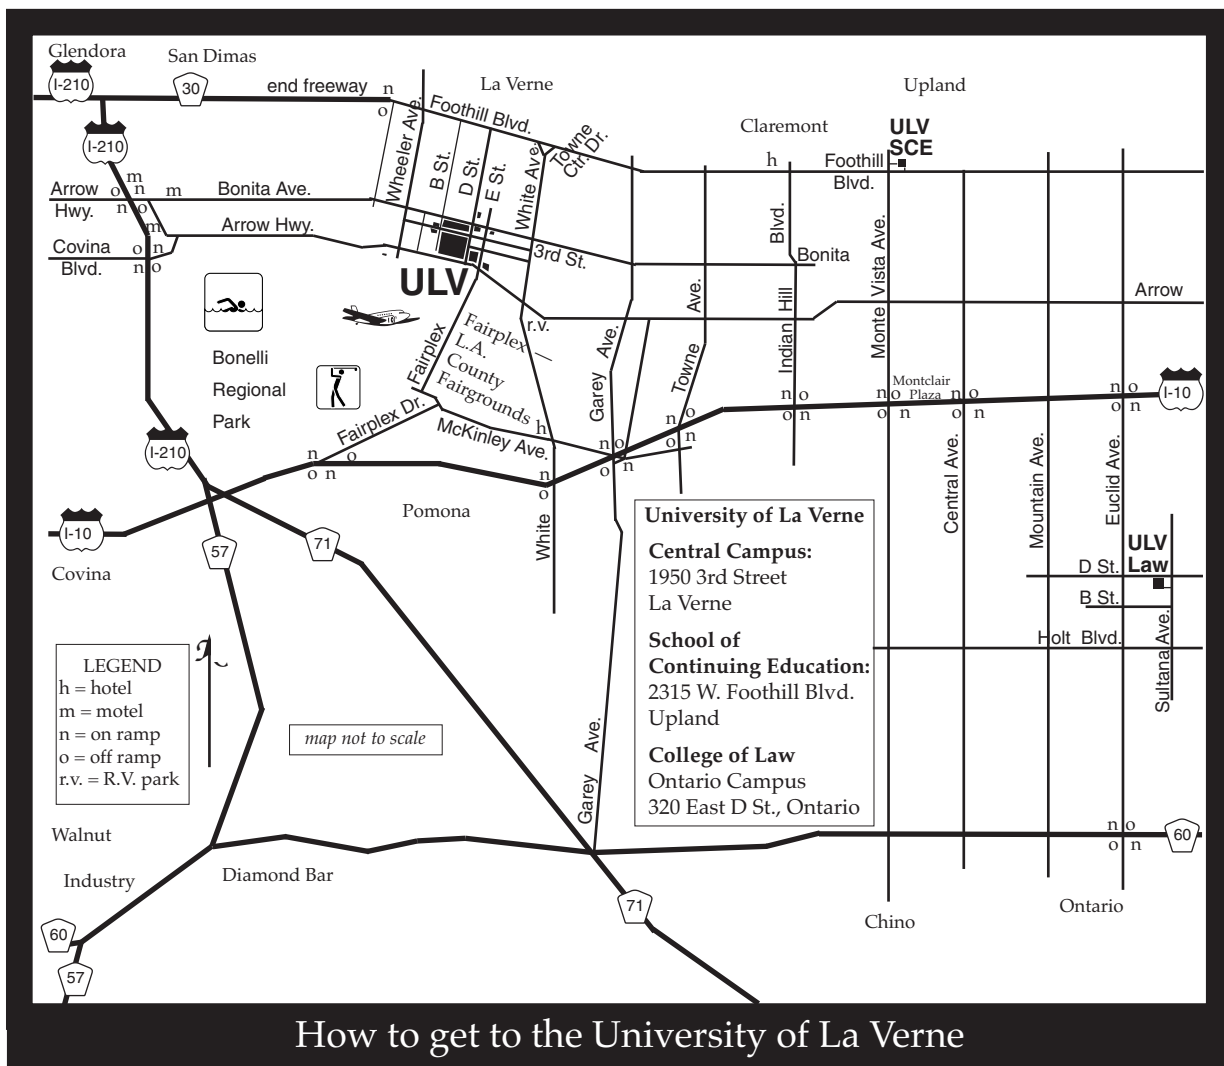 Glendora
San Dimas
I-210
30
end freeway
n
o
La Verne
Upland
Foothill Blvd.
Wheeler Ave.
B St.
D St.
E St.
White Ave.
Towne
Ctr. Dr.
Claremont
ULV
SCE
h
Foothill
Blvd.
I-210
m
Arrow
Hwy.
o n
n o
m
Bonita Ave.
m
Arrow Hwy.
Covina
Blvd.
o n
n o
3rd St.
Blvd.
Bonita
Monte Vista Ave.
ULV
Arrow
Ave.
Indian Hill
r.v.
Fairplex
Fairplex —
L.A.
County
Fairgrounds
Garey Ave.
Towne
Bonelli
Regional
Park
Montclair
Plaza
n o
o n
n o
o n
n o
o n
n o
o n
I-10
Fairplex Dr.
McKinley Ave.
h
n o
o n
n o
o n
n o
o n
n
o
I-210
Pomona
I-10
Covina
57
71
White
Central Ave.
Mountain Ave.
Euclid Ave.
University of La Verne
Central Campus:
1950 3rd Street
La Verne
School of
Continuing Education:
2315 W. Foothill Blvd.
Upland
College of Law
Ontario Campus
320 East D St., Ontario
ULV
Law
D St.
B St.
Holt Blvd.
Sultana Ave.
LEGEND
h = hotel
m = motel
n = on ramp
o = off ramp
r.v. = R.V. park
map not to scale
Garey Ave.
Walnut
Industry
Diamond Bar
n o
o n
60
71
Chino
Ontario
60
57
How to get to the University of La Verne